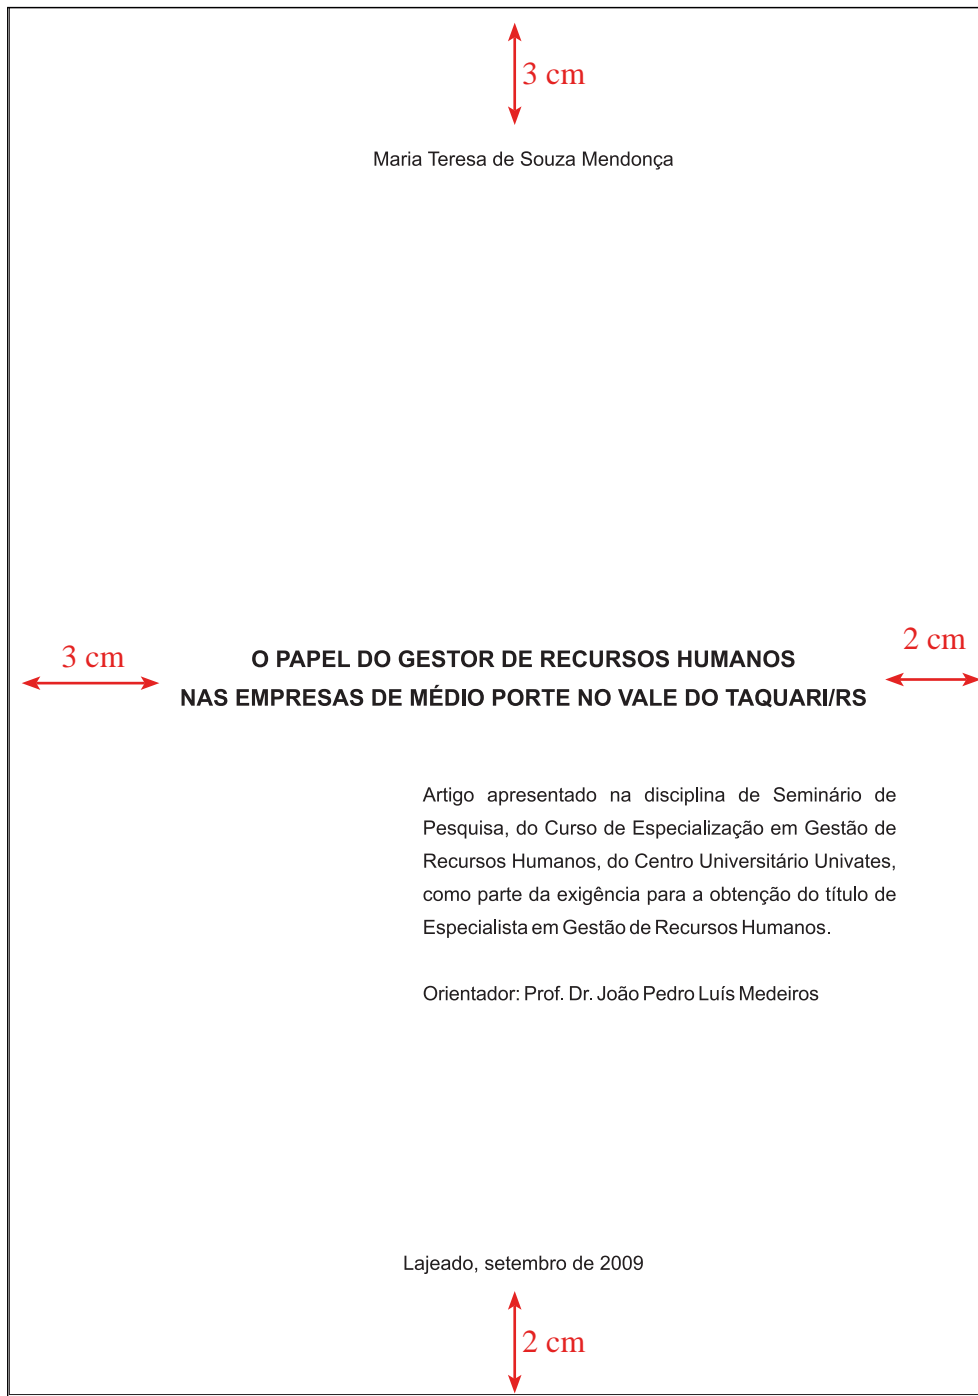 3 cm
Maria Teresa de Souza Mendonça
3 cm
2 cm
O PAPEL DO GESTOR DE RECURSOS HUMANOS
NAS EMPRESAS DE MÉDIO PORTE NO VALE DO TAQUARI/RS
Artigo apresentado na disciplina de Seminário de
Pesquisa, do Curso de Especialização em Gestão de
Recursos Humanos, do Centro Universitário Univates,
como parte da exigência para a obtenção do título de
Especialista em Gestão de Recursos Humanos.
Orientador: Prof. Dr. João Pedro Luís Medeiros
Lajeado, setembro de 2009
2 cm